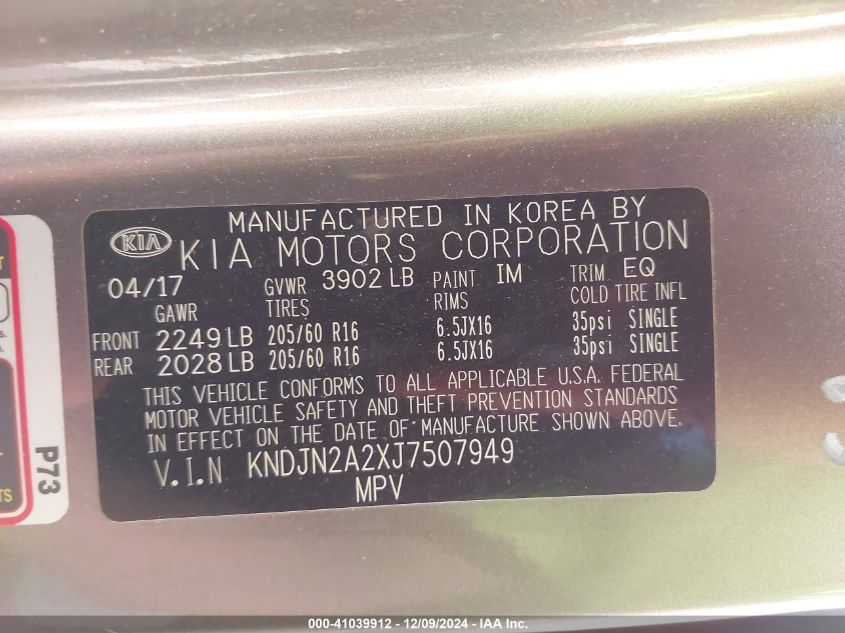 MANUFACTURED IN KOREA BY
KIA KIA MOTORS CORPORATION
04/17 GVWR 3902 LB PAINT IM TRIM EQ
GAWR TIRES RIMS COLD TIRE INFL
FRONT 2249 LB 205/60 R16 6.5JX16 35psi SINGLE
REAR 2028 LB 205/60 R16 6.5JX16 35psi SINGLE
THIS VEHICLE CONFORMS TO ALL APPLICABLE U.S.A. FEDERAL
MOTOR VEHICLE SAFETY AND THEFT PREVENTION STANDARDS
IN EFFECT ON THE DATE OF MANUFACTURE SHOWN ABOVE.
V.I.N KNDJN2A2XJ7507949
MPV
P73
000-41039912 - 12/09/2024 - IAA Inc.